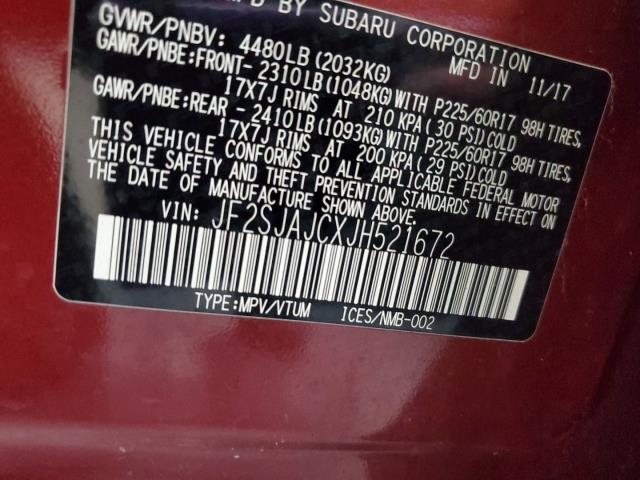 MFD BY SUBARU CORPORATION
GVWR/PNBV: 4480LB(2032KG) MFD IN 11/17
GAWR/PNBE:FRONT-2310LB(1048KG)WITH P225/60R17 98H TIRES,
17X7J RIMS AT 210 KPA(30 PSI)COLD
GAWR/PNBE:REAR -2410LB(1093KG)WITH P225/60R17 98H TIRES,
17X7J RIMS AT 200 KPA(29 PSI)COLD
THIS VEHICLE CONFORMS TO ALL APPLICABLE FEDERAL MOTOR
VEHICLE SAFETY AND THEFT PREVENTION STANDARDS IN EFFECT ON
THE DATE OF MANUFACTURE SHOWN ABOVE.
VIN: JF2SJAJCXJH521672
TYPE:MPV/VTUM ICES/NMB-002